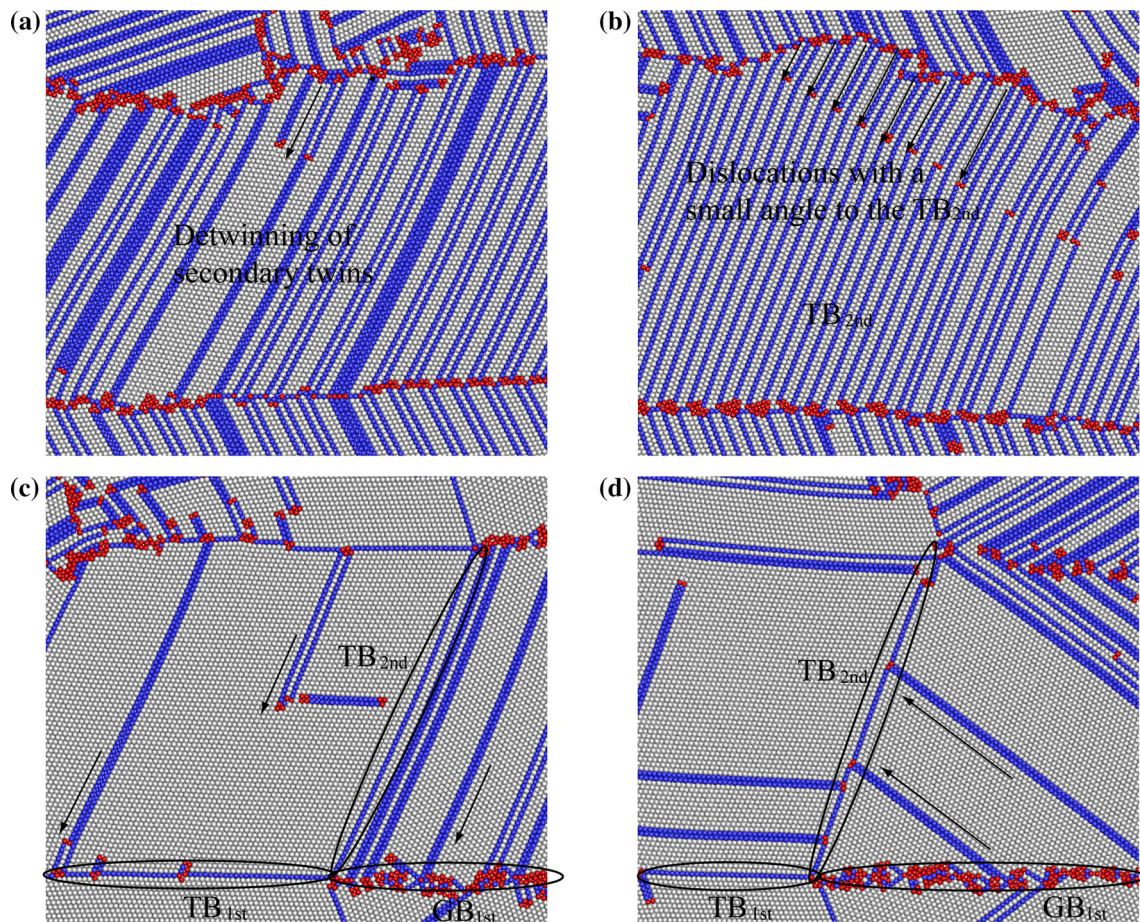 (a)
(b)
Detwinning of
secondary twins
Dislocations with a
small angle to the TB2nd
TB2nd
(c)
(d)
TB2nd
TB2nd
TB1st
GB1st
TB1st
GB1st